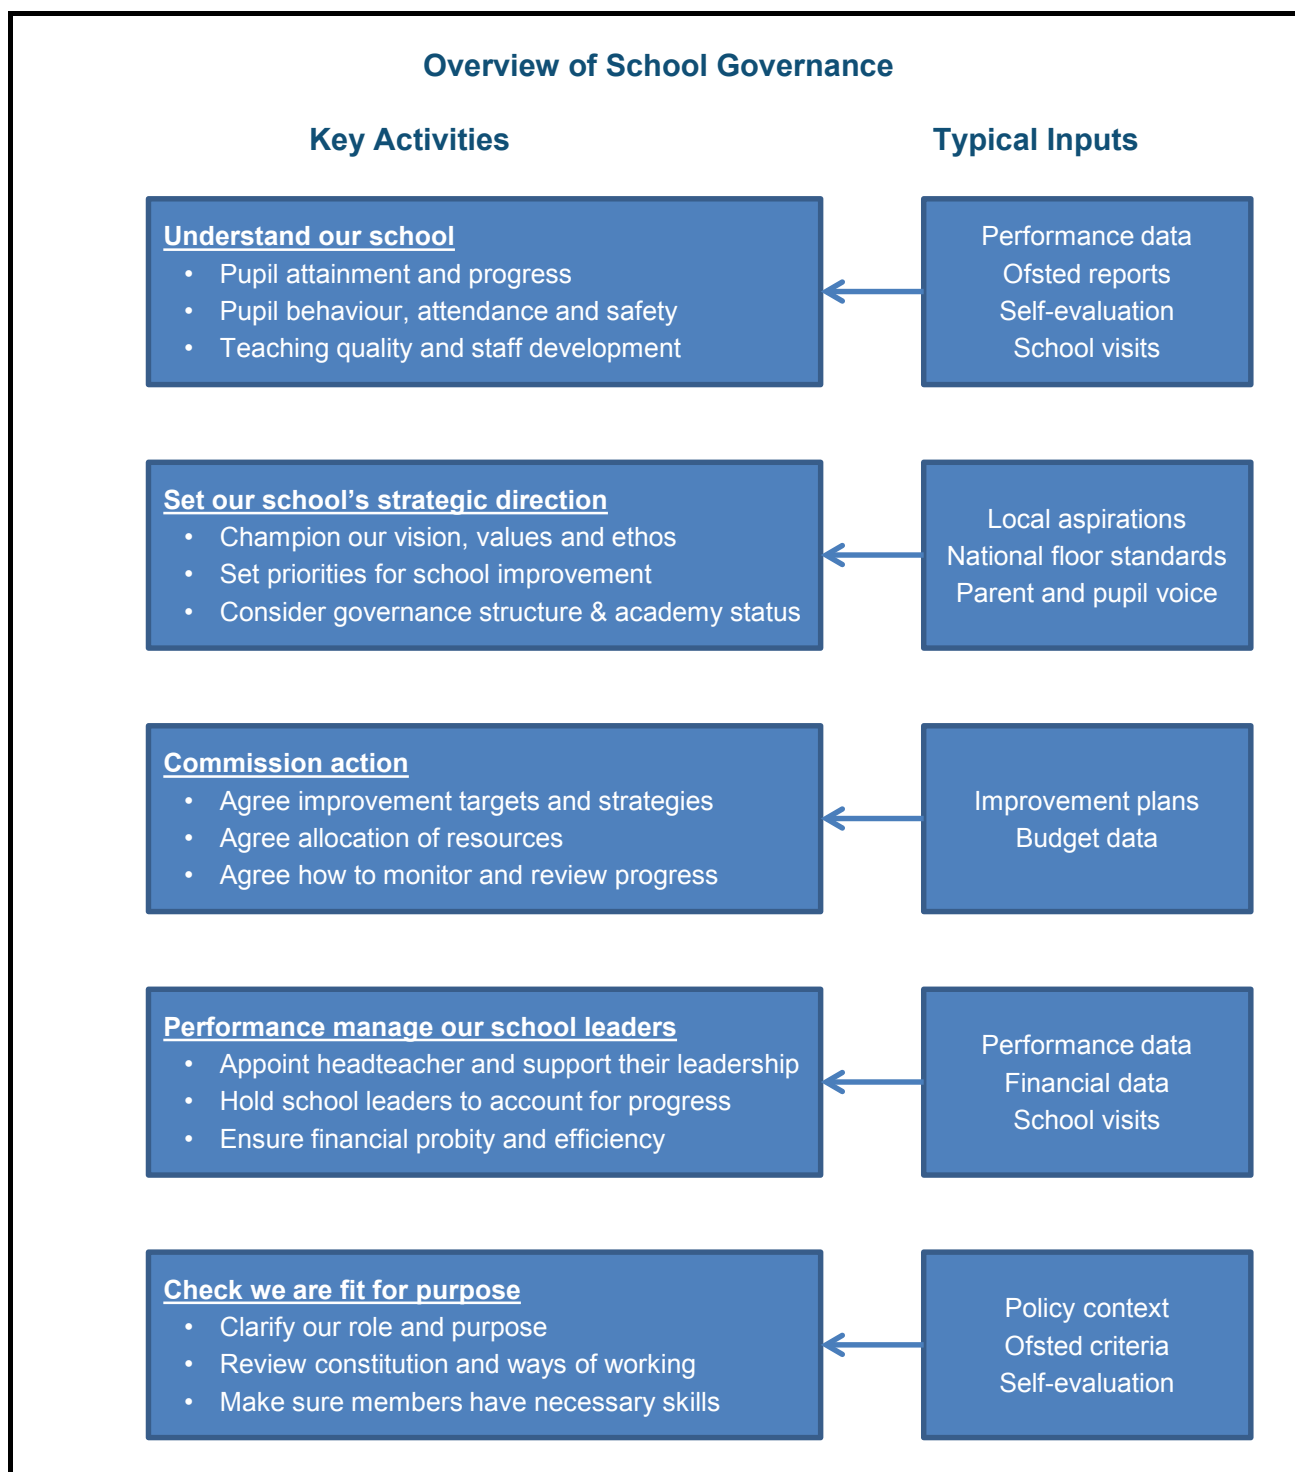 Overview of School Governance
Key Activities
Typical Inputs
Understand our school
• Pupil attainment and progress
• Pupil behaviour, attendance and safety
• Teaching quality and staff development
Performance data
Ofsted reports
Self-evaluation
School visits
Set our school’s strategic direction
• Champion our vision, values and ethos
• Set priorities for school improvement
• Consider governance structure & academy status
Local aspirations
National floor standards
Parent and pupil voice
Commission action
• Agree improvement targets and strategies
• Agree allocation of resources
• Agree how to monitor and review progress
Improvement plans
Budget data
Performance manage our school leaders
• Appoint headteacher and support their leadership
• Hold school leaders to account for progress
• Ensure financial probity and efficiency
Performance data
Financial data
School visits
Check we are fit for purpose
• Clarify our role and purpose
• Review constitution and ways of working
• Make sure members have necessary skills
Policy context
Ofsted criteria
Self-evaluation